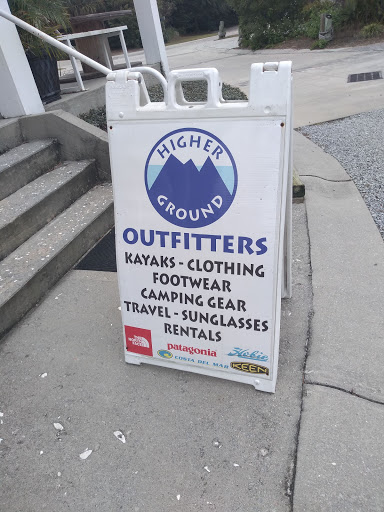 HIGHER
GROUND
OUTFITTERS
KAYAKS - CLOTHING
FOOTWEAR
CAMPING GEAR
TRAVEL - SUNGLASSES
RENTALS
THE NORTH FACE
patagonia
Hobie
COSTA DEL MAR
KEEN